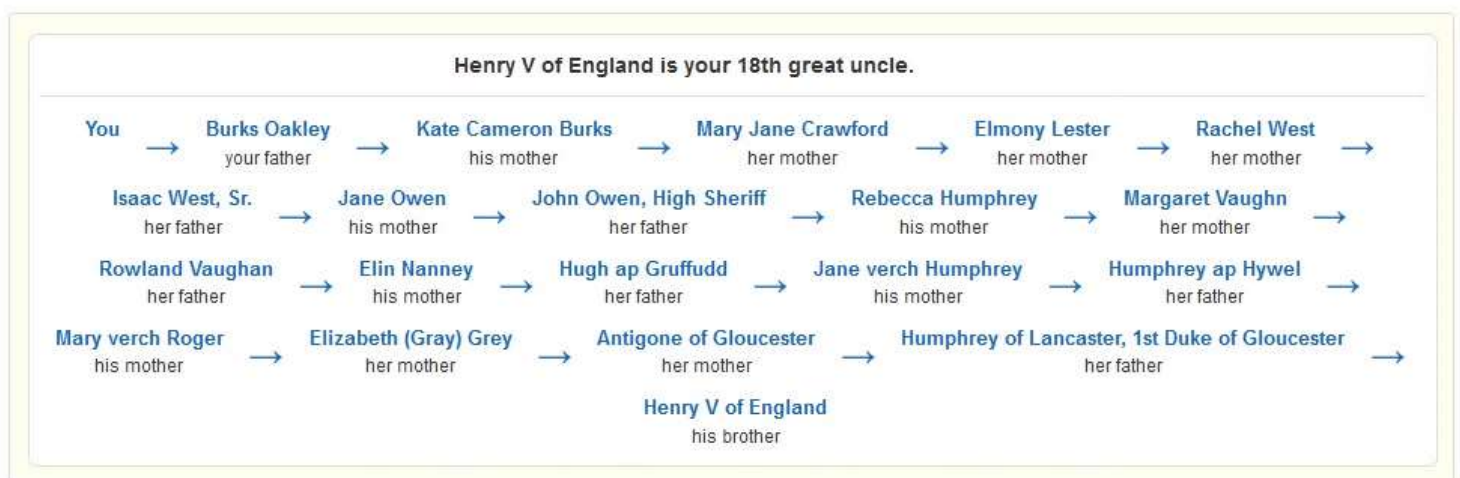 Henry V of England is your 18th great uncle.
You → Burks Oakley → Kate Cameron Burks → Mary Jane Crawford → Elmony Lester → Rachel West →
your father his mother her mother her mother her mother
Isaac West, Sr. → Jane Owen → John Owen, High Sheriff → Rebecca Humphrey → Margaret Vaughn →
her father his mother her father his mother her mother
Rowland Vaughan → Elin Nanney → Hugh ap Gruffudd → Jane verch Humphrey → Humphrey ap Hywel →
her father his mother her father his mother her father
Mary verch Roger → Elizabeth (Gray) Grey → Antigone of Gloucester → Humphrey of Lancaster, 1st Duke of Gloucester →
his mother her mother her mother her father
Henry V of England
his brother